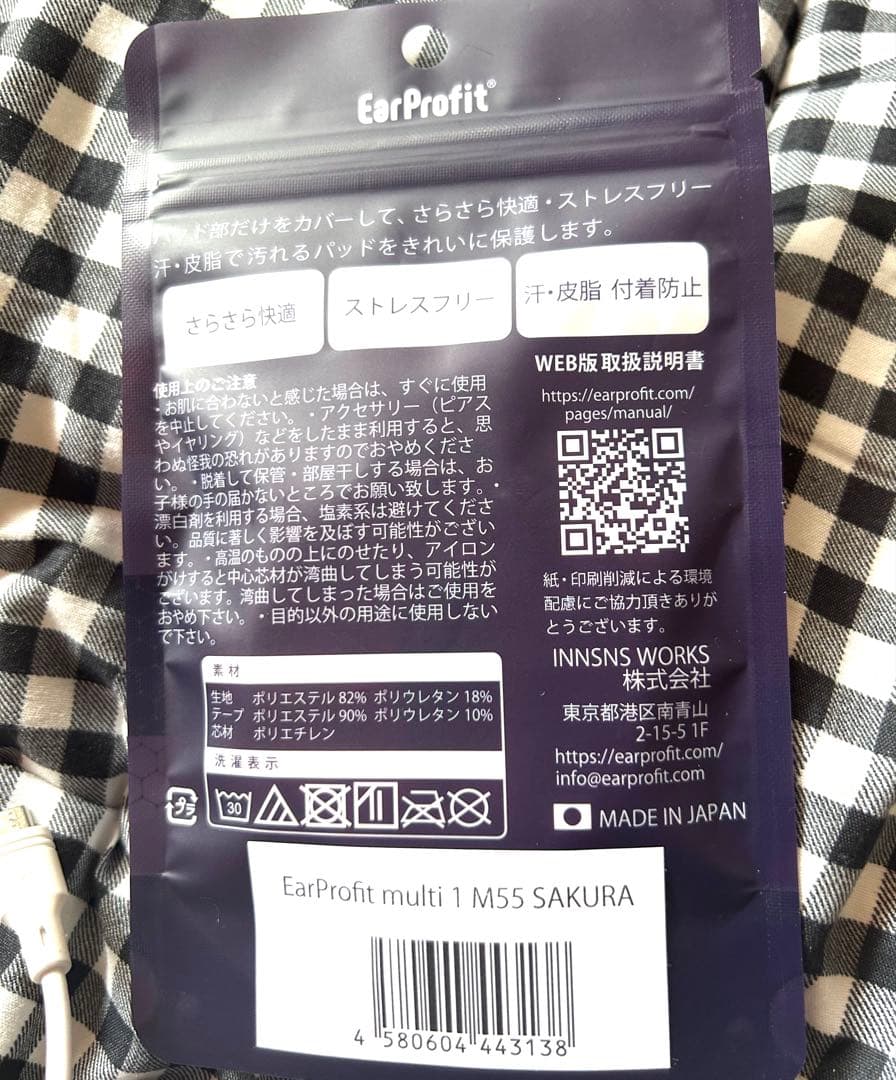 EarProfit®
パッド部だけをカバーして、さらさら快適・ストレスフリー
汗・皮脂で汚れるパッドをきれいに保護します。
さらさら快適
ストレスフリー
汗・皮脂 付着防止
使用上のご注意
・お肌に合わないと感じた場合は、すぐに使用
を中止してください。・アクセサリー（ピアス
やイヤリング）などをしたまま利用すると、思
わぬ怪我の恐れがありますのでおやめくださ
い。・脱着して保管・部屋干しする場合は、お
子様の手の届かないところでお願い致します。・
漂白剤を利用する場合、塩素系は避けてくださ
い。品質に著しく影響を及ぼす可能性がござい
ます。・高温のものの上にのせたり、アイロン
がけすると中心芯材が湾曲してしまう可能性が
ございます。湾曲してしまった場合はご使用を
おやめ下さい。・目的以外の用途に使用しない
で下さい。
WEB版 取扱説明書
https://earprofit.com/
pages/manual/
紙・印刷削減による環境
配慮にご協力頂きありが
とうございます。
INNSNS WORKS
株式会社
東京都港区南青山
2-15-5 1F
https://earprofit.com/
info@earprofit.com
MADE IN JAPAN
素材
生地 ポリエステル 82% ポリウレタン 18%
テープ ポリエステル 90% ポリウレタン 10%
芯材 ポリエチレン
洗濯表示
プラ
30
EarProfit multi 1 M55 SAKURA
4 580604 443138